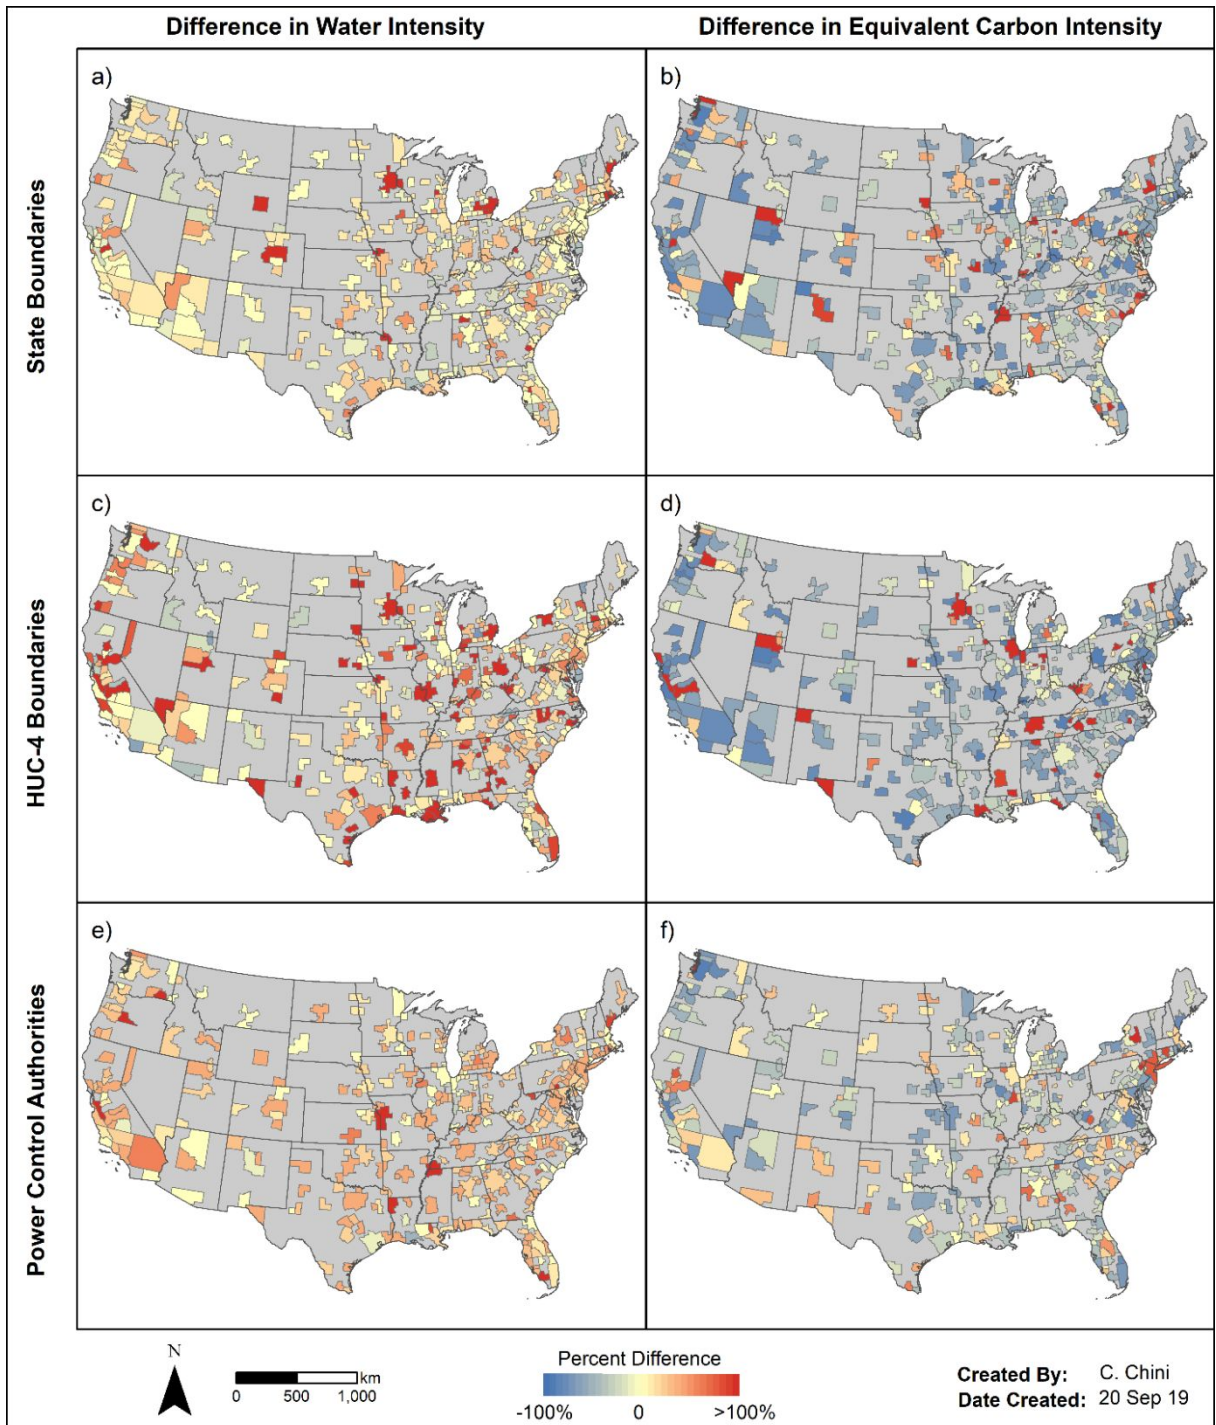 Difference in Water Intensity
Difference in Equivalent Carbon Intensity
State Boundaries
a)
b)
HUC-4 Boundaries
c)
d)
Power Control Authorities
e)
f)
N
km
0 500 1,000
Percent Difference
-100% 0 >100%
Created By: C. Chini
Date Created: 20 Sep 19